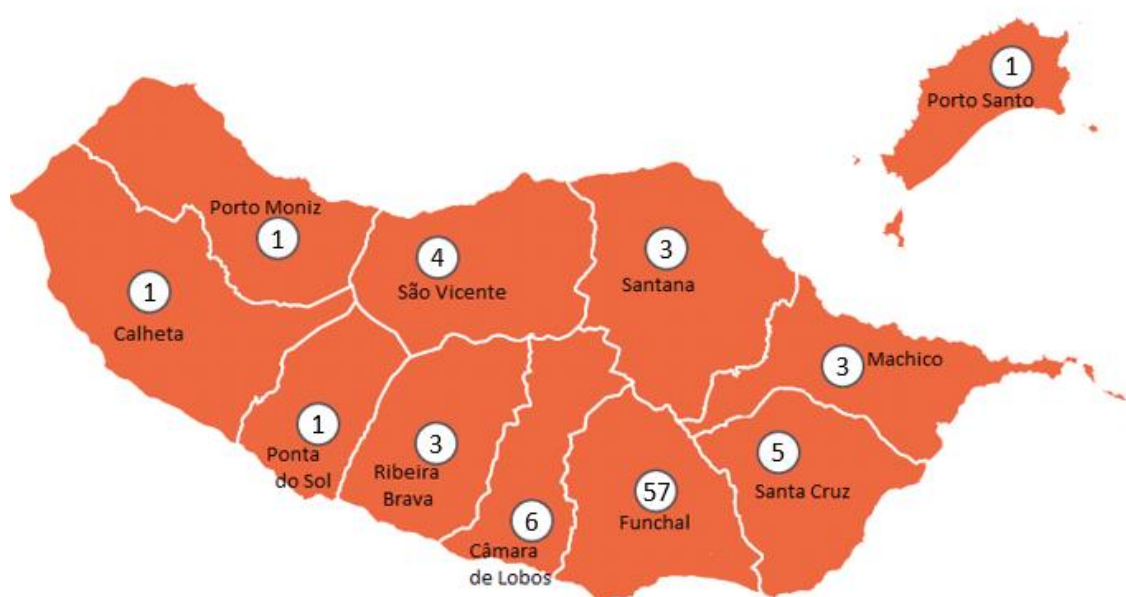 1
Porto Santo
Porto Moniz
1
4
São Vicente
3
Santana
1
Calheta
3 Machico
1
Ponta
do Sol
3
Ribeira
Brava
5
Santa Cruz
57
Funchal
6
Câmara
de Lobos